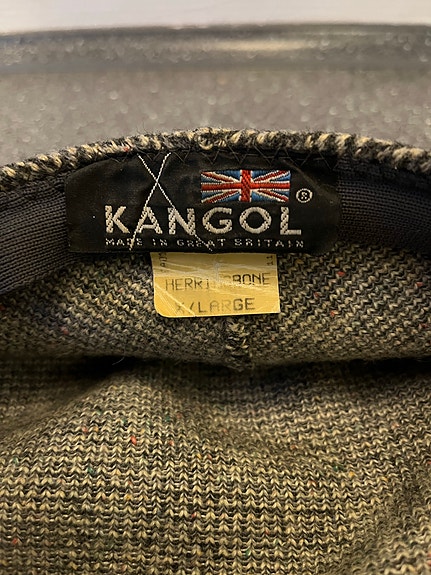 KANGOL ®
MADE IN GREAT BRITAIN
HERRINGBONE
X/LARGE